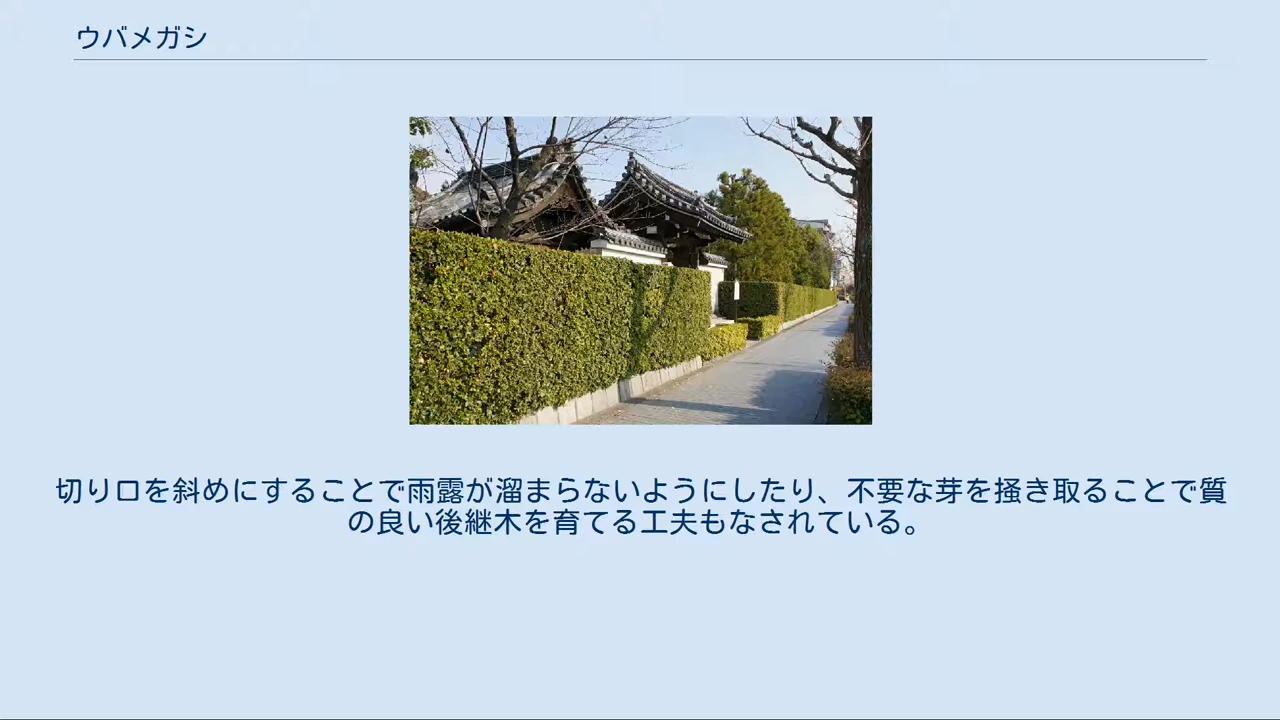 ウバメガシ
切り口を斜めにすることで雨露が溜まらないようにしたり、不要な芽を掻き取ることで質
の良い後継木を育てる工夫もなされている。